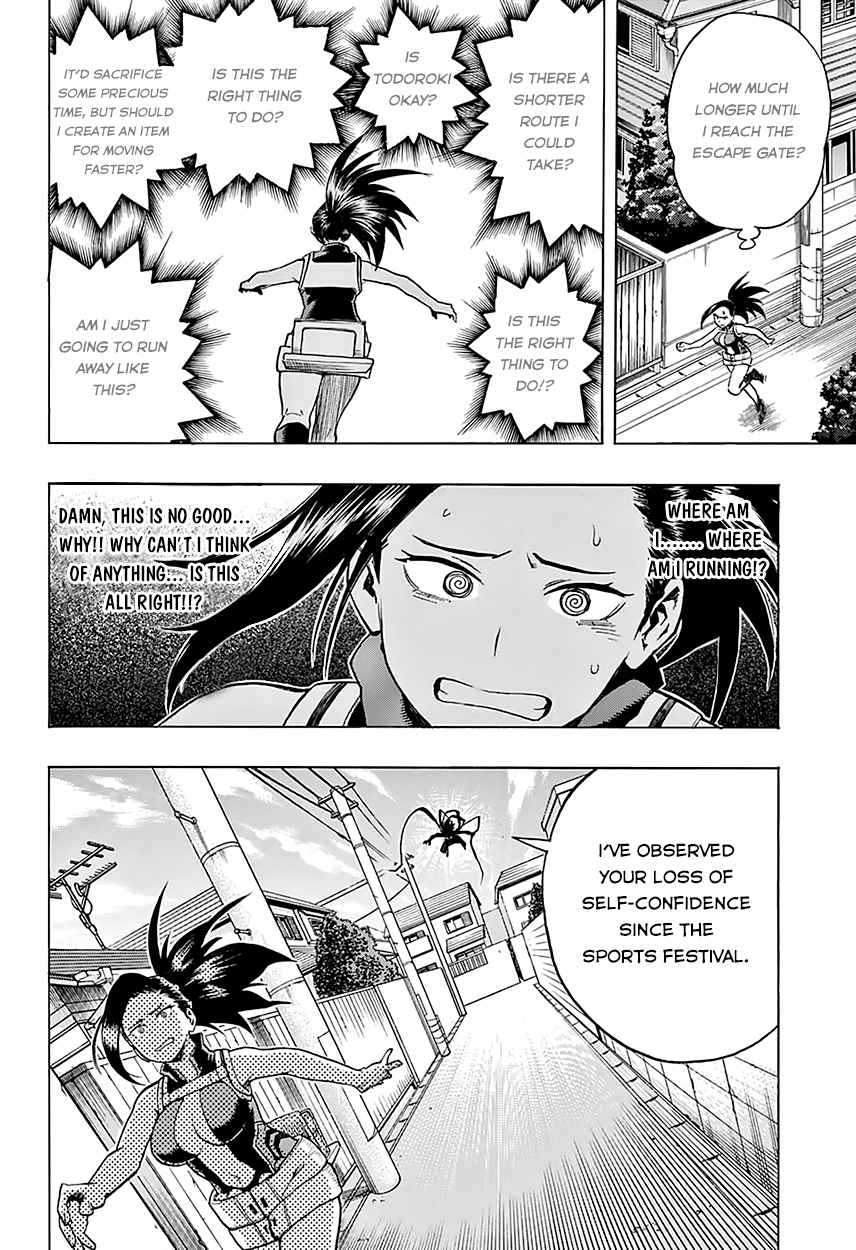 HOW MUCH
LONGER UNTIL
I REACH THE
ESCAPE GATE?
IS THERE A
SHORTER
ROUTE I
COULD
TAKE?
IS
TODOROKI
OKAY?
IS THIS THE
RIGHT THING
TO DO?
IT'D SACRIFICE
SOME PRECIOUS
TIME, BUT SHOULD
I CREATE AN ITEM
FOR MOVING
FASTER?
IS THIS
THE RIGHT
THING TO
DO!?
AM I JUST
GOING TO RUN
AWAY LIKE
THIS?
WHERE AM
I....... WHERE
AM I RUNNING!?
DAMN, THIS IS NO GOOD...
WHY!! WHY CAN'T I THINK
OF ANYTHING... IS THIS
ALL RIGHT!!?
I'VE OBSERVED
YOUR LOSS OF
SELF-CONFIDENCE
SINCE THE
SPORTS FESTIVAL.